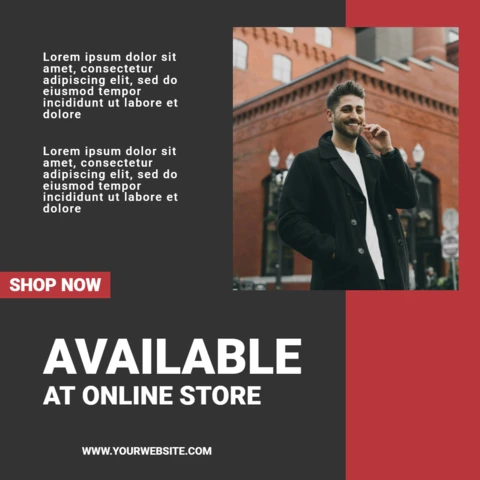 Lorem ipsum dolor sit
amet, consectetur
adipiscing elit, sed do
eiusmod tempor
incididunt ut labore et
dolore
Lorem ipsum dolor sit
amet, consectetur
adipiscing elit, sed do
eiusmod tempor
incididunt ut labore et
dolore
SHOP NOW
AVAILABLE
AT ONLINE STORE
WWW.YOURWEBSITE.COM